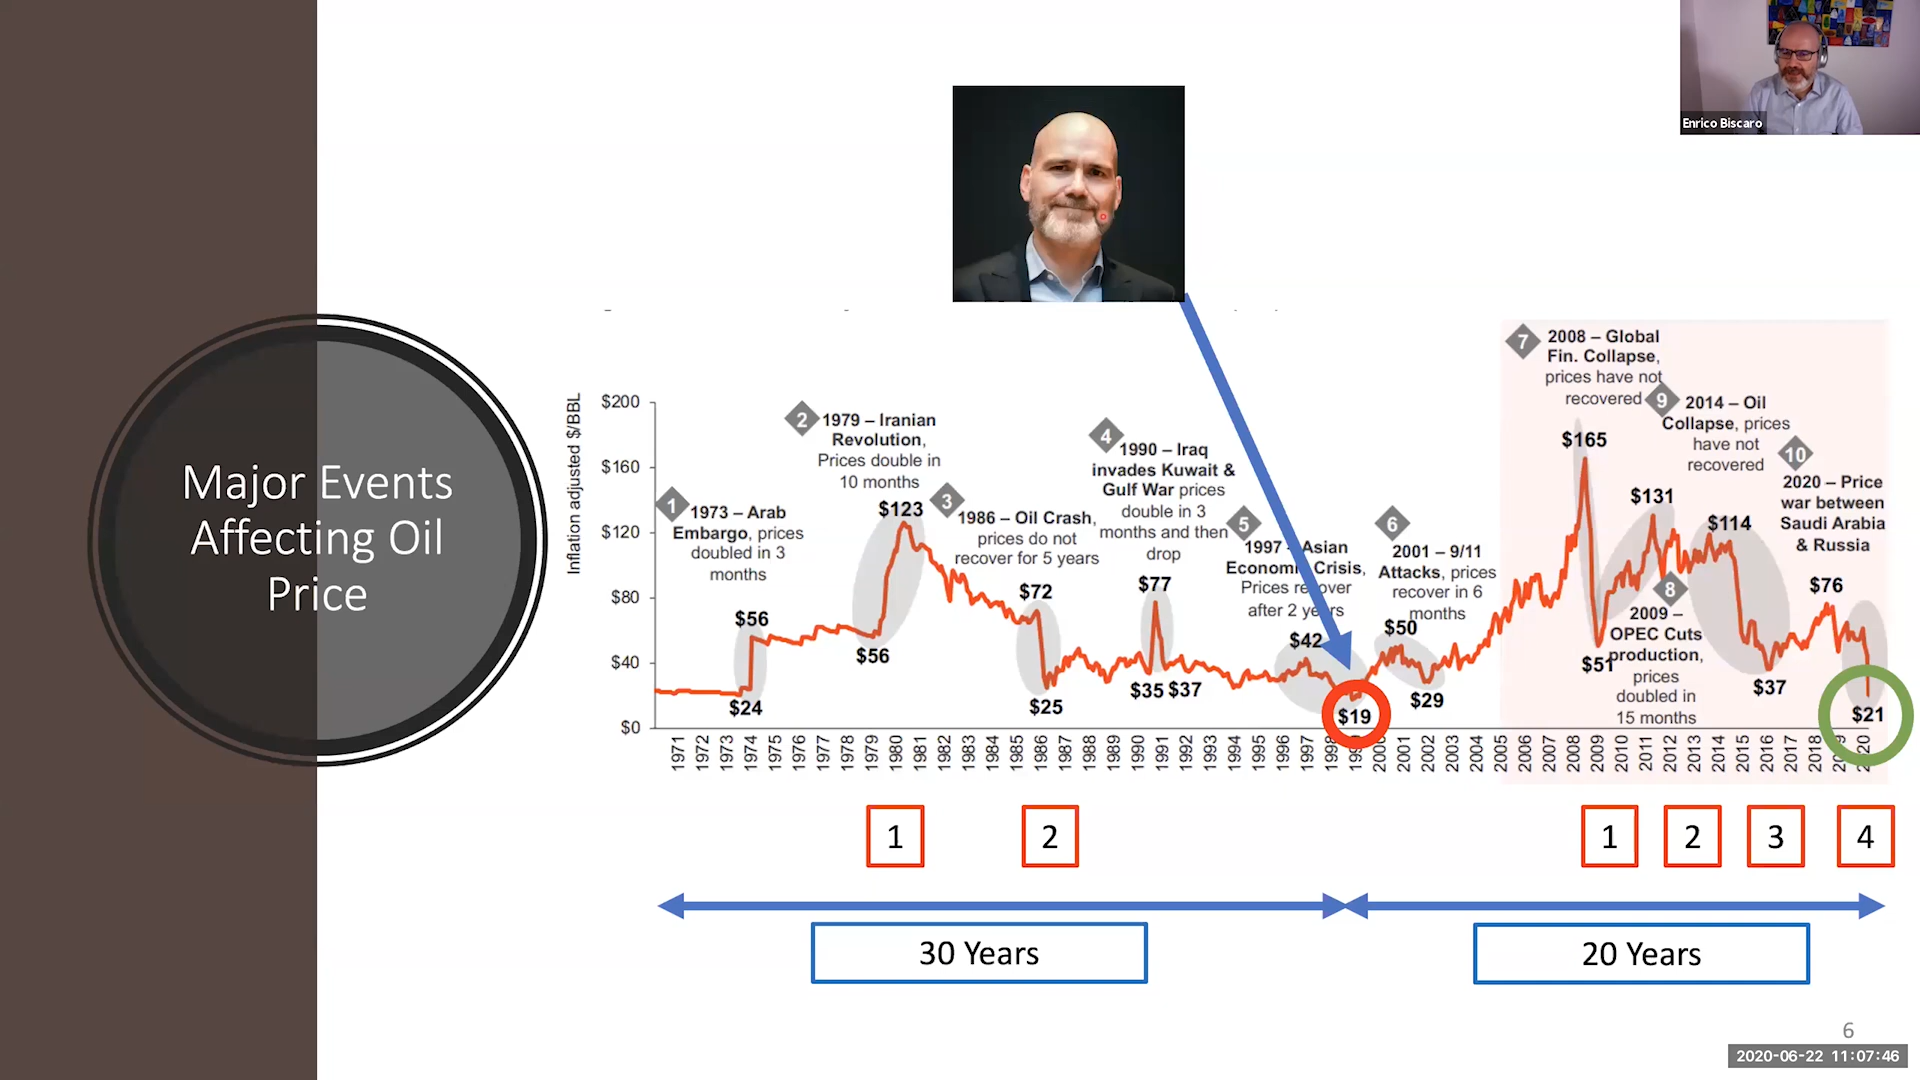 Enrico Biscaro
Major Events
Affecting Oil
Price
Inflation adjusted $/BBL
$200
$160
$120
$80
$40
$0
1
1973 – Arab
Embargo, prices
doubled in 3
months
2
1979 – Iranian
Revolution,
Prices double in
10 months
3
1986 – Oil Crash,
prices do not
recover for 5 years
4
1990 – Iraq
invades Kuwait &
Gulf War prices
double in 3
months and then
drop
5
1997 – Asian
Economic Crisis,
Prices recover
after 2 years
6
2001 – 9/11
Attacks, prices
recover in 6
months
7
2008 – Global
Fin. Collapse,
prices have not
recovered
8
2009 –
OPEC Cuts
production,
prices
doubled in
15 months
9
2014 – Oil
Collapse, prices
have not
recovered
10
2020 – Price
war between
Saudi Arabia
& Russia
$24
$56
$56
$123
$72
$25
$35
$77
$37
$42
$19
$50
$29
$165
$51
$131
$114
$37
$76
$21
1971
1972
1973
1974
1975
1976
1977
1978
1979
1980
1981
1982
1983
1984
1985
1986
1987
1988
1989
1990
1991
1992
1993
1994
1995
1996
1997
1998
2001
2002
2003
2004
2005
2006
2007
2008
2009
2010
2011
2012
2013
2014
2015
2016
2017
2018
1
2
1
2
3
4
30 Years
20 Years
6
2020-06-22 11:07:46